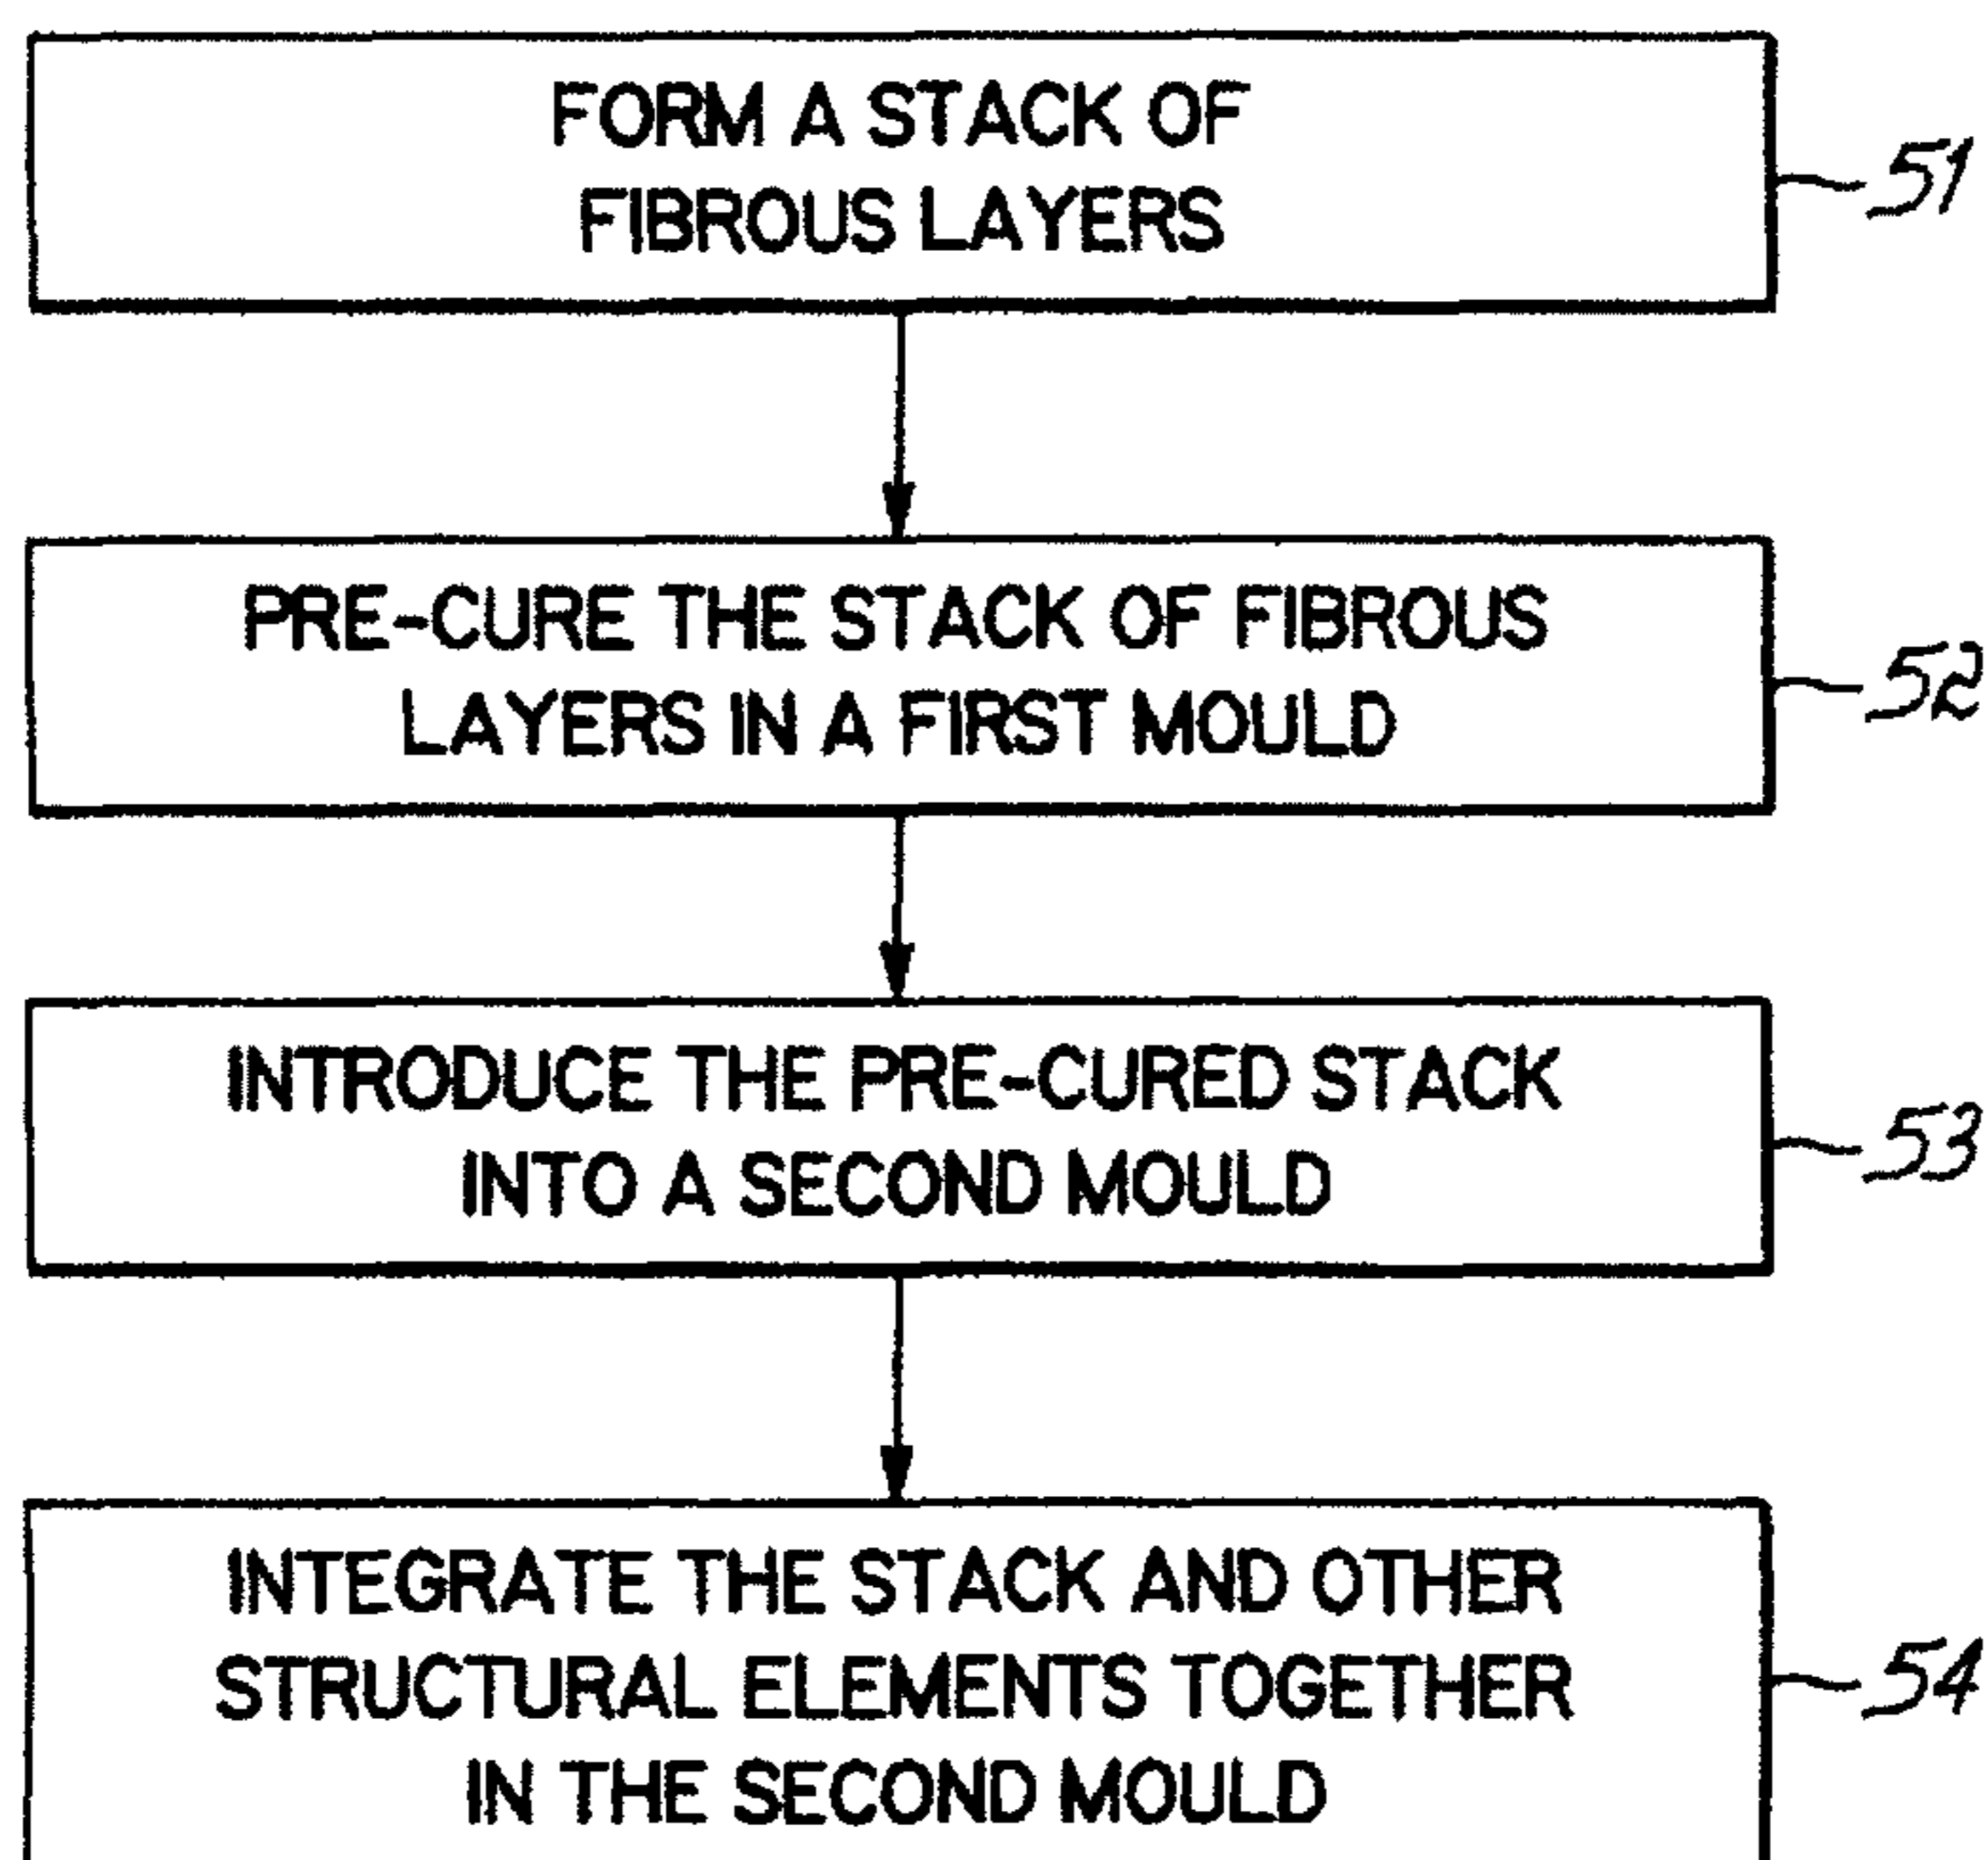 FORM A STACK OF
FIBROUS LAYERS
51
PRE-CURE THE STACK OF FIBROUS
LAYERS IN A FIRST MOULD
52
INTRODUCE THE PRE-CURED STACK
INTO A SECOND MOULD
53
INTEGRATE THE STACK AND OTHER
STRUCTURAL ELEMENTS TOGETHER
IN THE SECOND MOULD
54